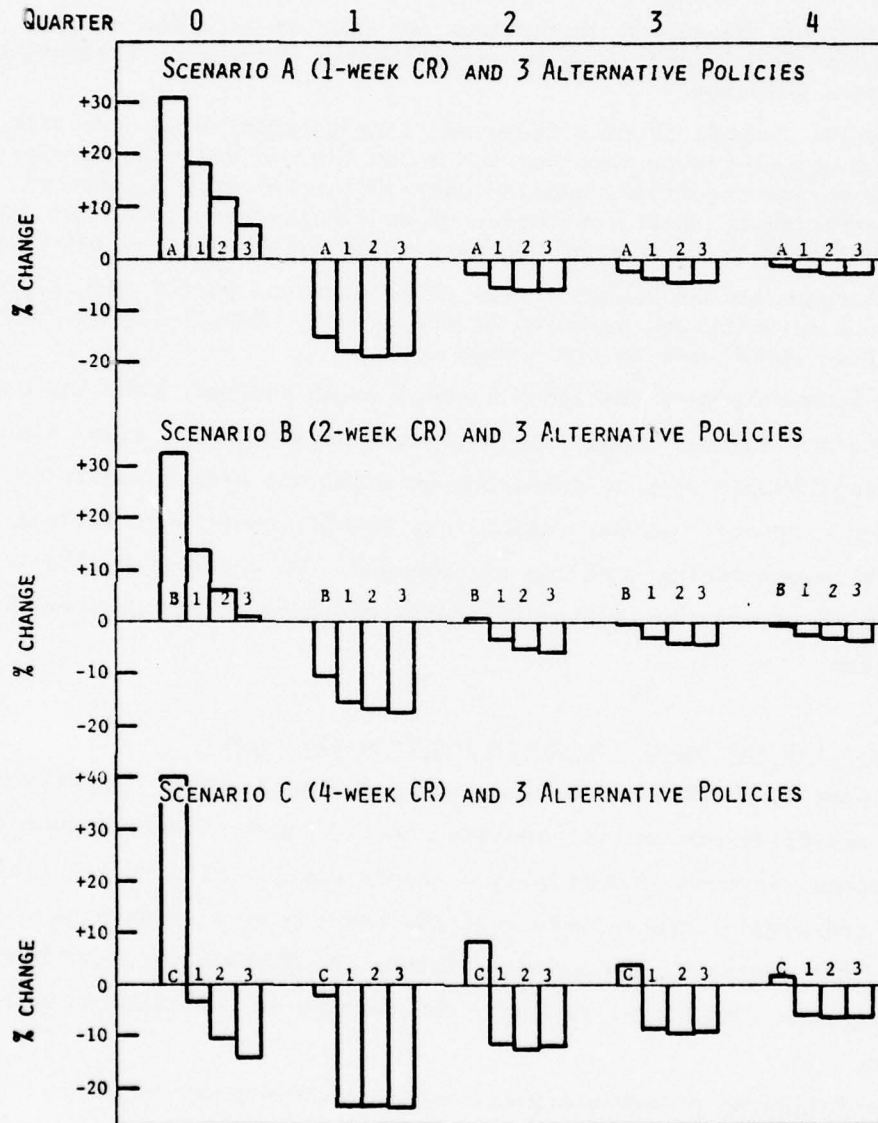 QUARTER 0 1 2 3 4
SCENARIO A (1-WEEK CR) AND 3 ALTERNATIVE POLICIES
% CHANGE
+30
+20
+10
0
-10
-20
A 1 2 3
A 1 2 3
A 1 2 3
A 1 2 3
A 1 2 3
SCENARIO B (2-WEEK CR) AND 3 ALTERNATIVE POLICIES
% CHANGE
+30
+20
+10
0
-10
-20
B 1 2 3
B 1 2 3
B 1 2 3
B 1 2 3
B 1 2 3
SCENARIO C (4-WEEK CR) AND 3 ALTERNATIVE POLICIES
% CHANGE
+40
+30
+20
+10
0
-10
-20
C 1 2 3
C 1 2 3
C 1 2 3
C 1 2 3
C 1 2 3